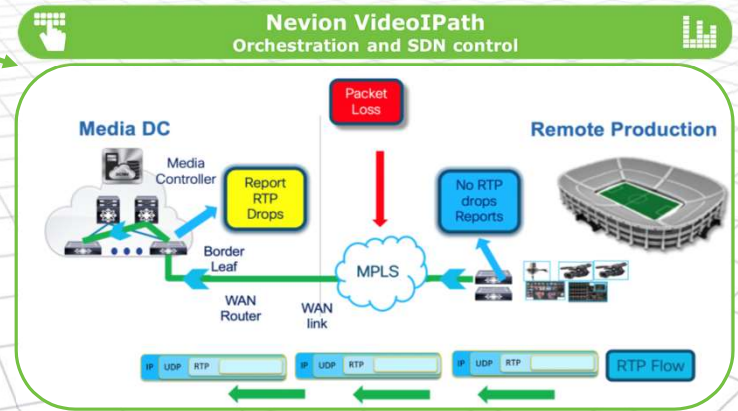 Nevion VideoIPath
Orchestration and SDN control
Packet
Loss
Media DC
Remote Production
Media
Controller
Report
RTP
Drops
No RTP
drops
Reports
Border
Leaf
MPLS
WAN
Router
WAN
link
IP UDP RTP
IP UDP RTP
IP UDP RTP
RTP Flow